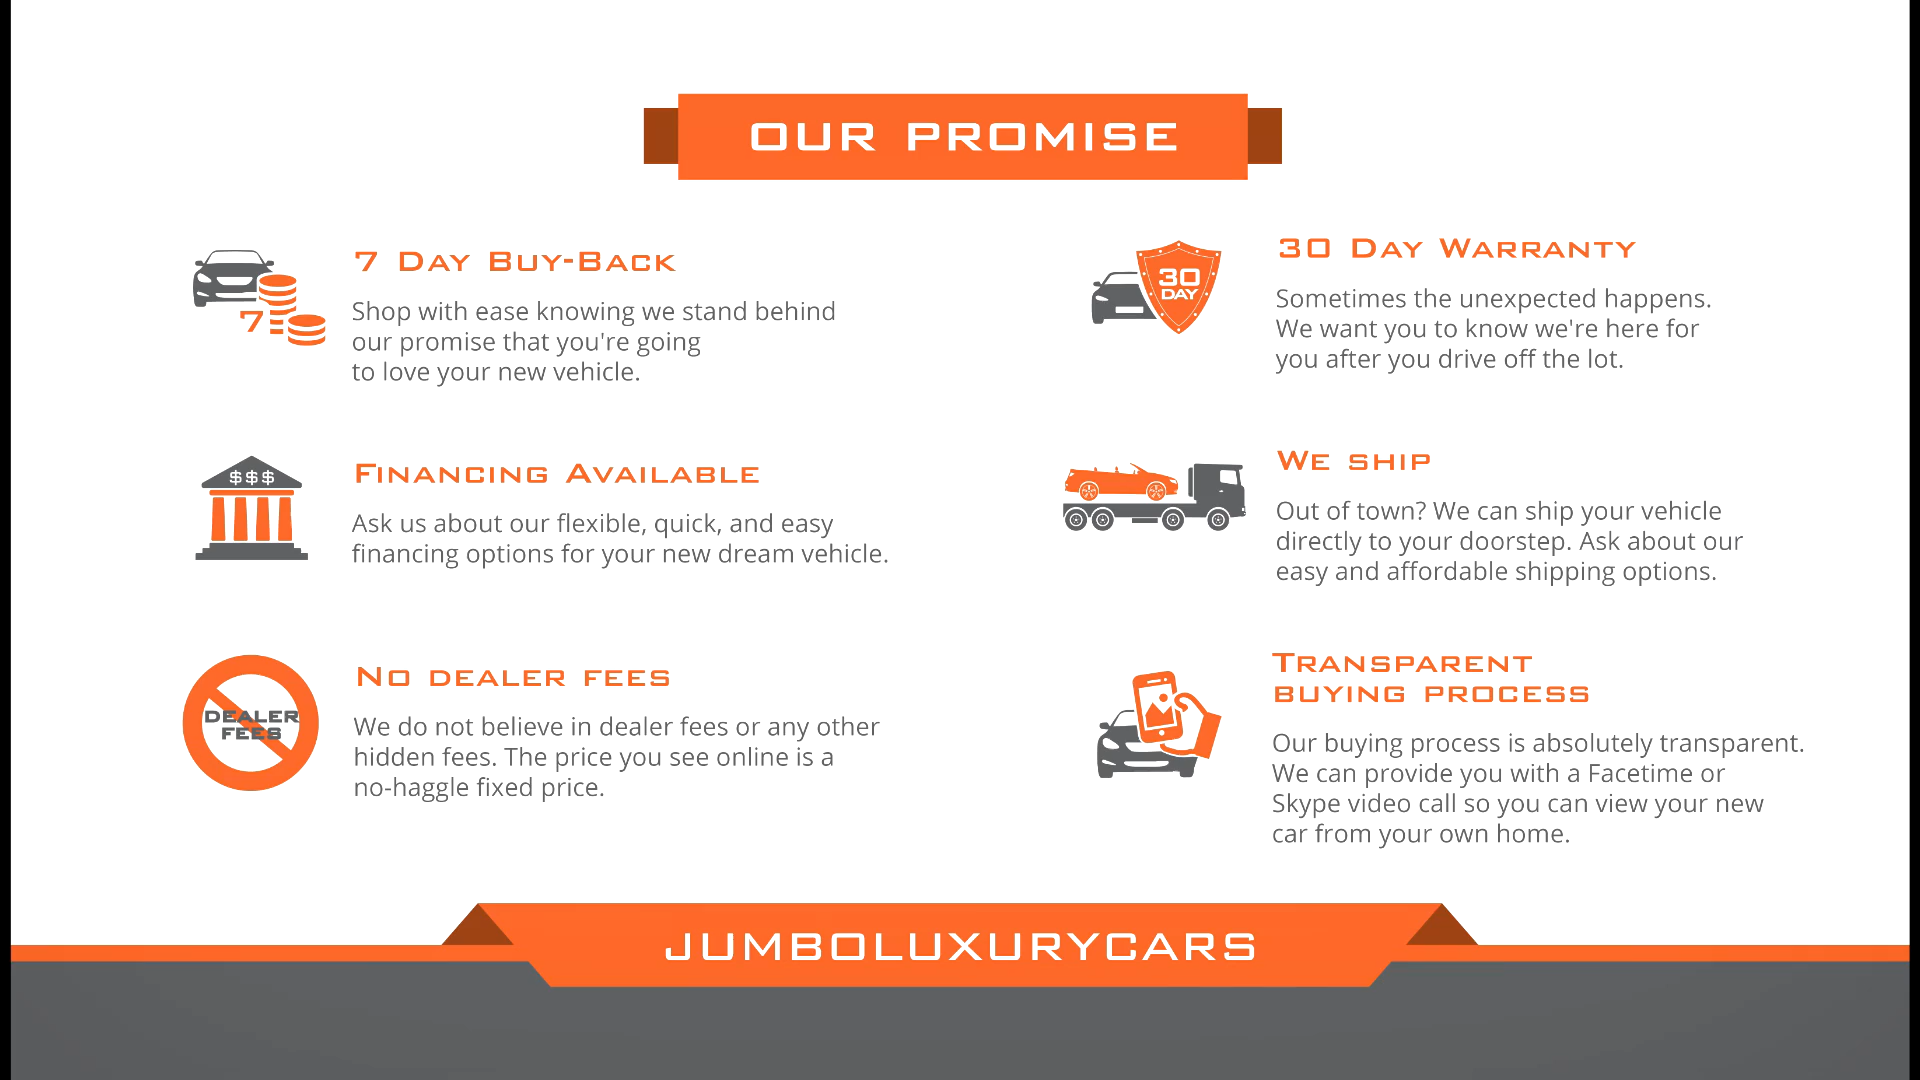 OUR PROMISE
7 DAY BUY-BACK
Shop with ease knowing we stand behind
our promise that you're going
to love your new vehicle.
7
30 DAY WARRANTY
Sometimes the unexpected happens.
We want you to know we're here for
you after you drive off the lot.
30
DAY
$$$
FINANCING AVAILABLE
Ask us about our flexible, quick, and easy
financing options for your new dream vehicle.
WE SHIP
Out of town? We can ship your vehicle
directly to your doorstep. Ask about our
easy and affordable shipping options.
DEALER
FEES
NO DEALER FEES
We do not believe in dealer fees or any other
hidden fees. The price you see online is a
no-haggle fixed price.
TRANSPARENT
BUYING PROCESS
Our buying process is absolutely transparent.
We can provide you with a Facetime or
Skype video call so you can view your new
car from your own home.
JUMBOLUXURYCARS